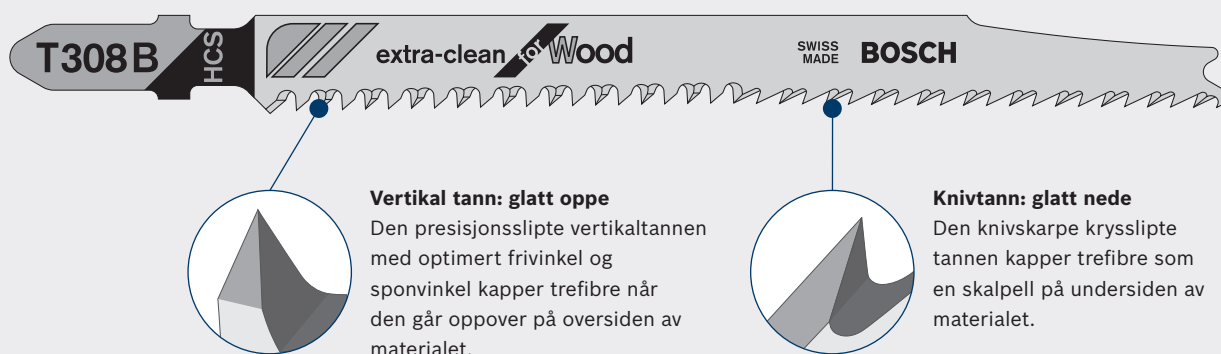 T308B HCS extra-clean for Wood SWISS MADE BOSCH
Vertikal tann: glatt oppe
Den presisjonsslipte vertikaltannen
med optimert frivinkel og
sponvinkel kapper trefibre når
den går oppover på oversiden av
materialet.
Knivtann: glatt nede
Den knivskarpe krysslipte
tannen kapper trefibre som
en skalpell på undersiden av
materialet.